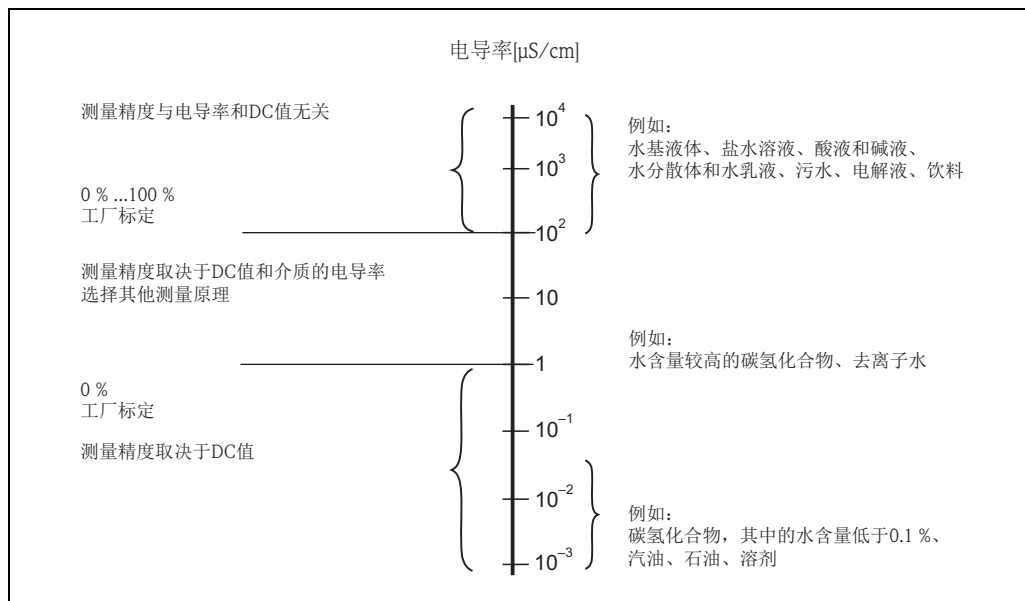 电导率[µS/cm]
测量精度与电导率和DC值无关
0 % ...100 %
工厂标定
测量精度取决于DC值和介质的电导率
选择其他测量原理
0 %
工厂标定
测量精度取决于DC值
10⁴
10³
10²
10
1
10⁻¹
10⁻²
10⁻³
例如：
水基液体、盐水溶液、酸液和碱液、
水分散体和水乳液、污水、电解液、饮料
例如：
水含量较高的碳氢化合物、去离子水
例如：
碳氢化合物，其中的水含量低于0.1 %、
汽油、石油、溶剂